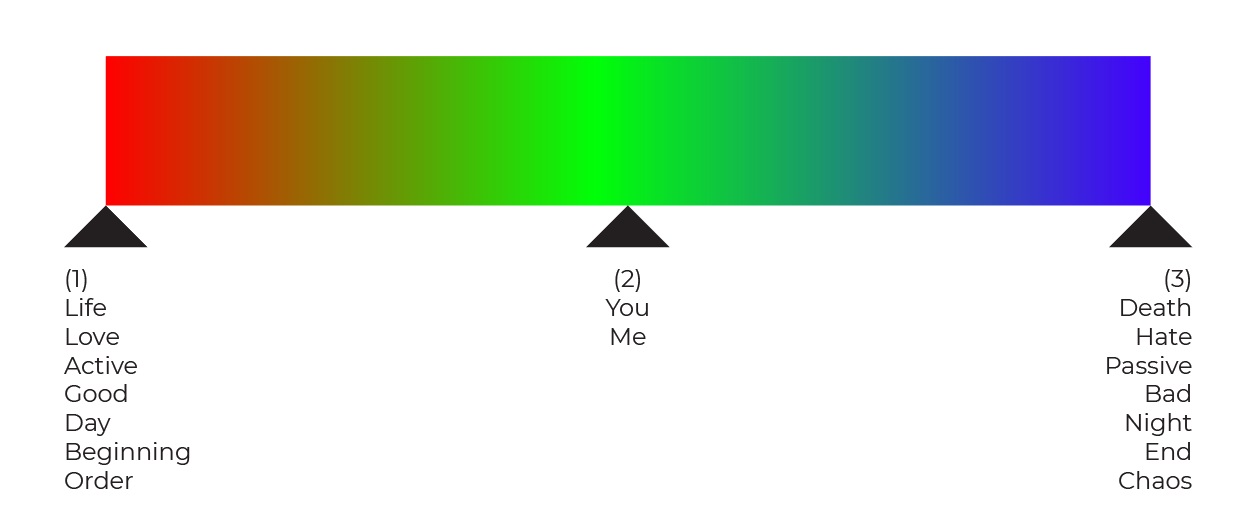 (1)
Life
Love
Active
Good
Day
Beginning
Order
(2)
You
Me
(3)
Death
Hate
Passive
Bad
Night
End
Chaos